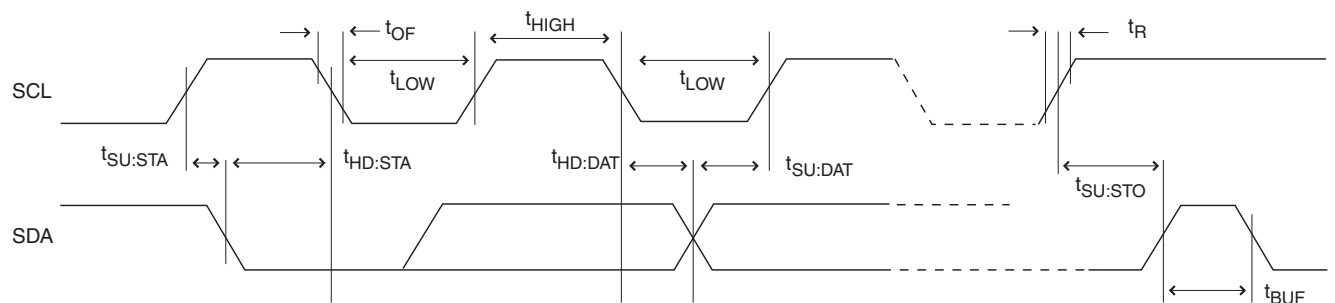 tOF
tHIGH
tR
tLOW
tLOW
SCL
tSU:STA
tHD:STA
tHD:DAT
tSU:DAT
tSU:STO
SDA
tBUF